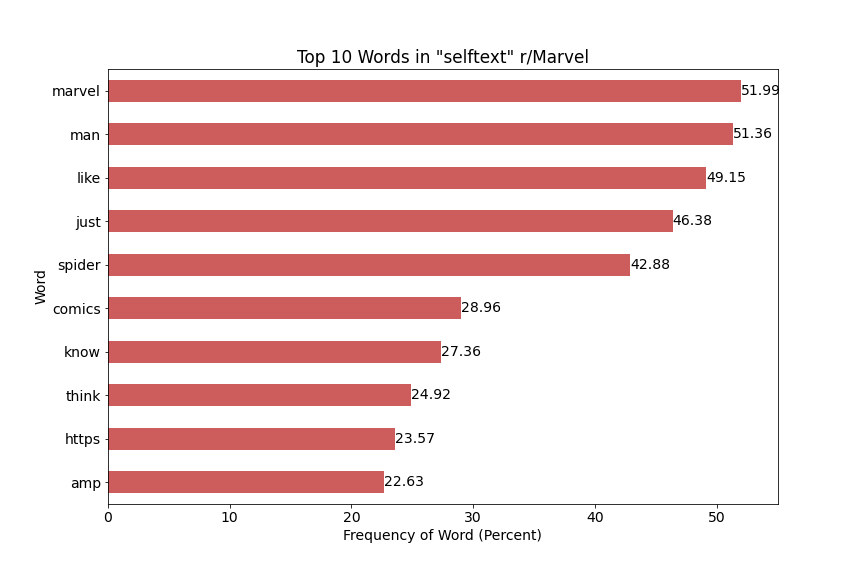 Top 10 Words in "selftext" r/Marvel
marvel 51.99
man 51.36
like 49.15
just 46.38
spider 42.88
comics 28.96
know 27.36
think 24.92
https 23.57
amp 22.63
Word
0 10 20 30 40 50
Frequency of Word (Percent)